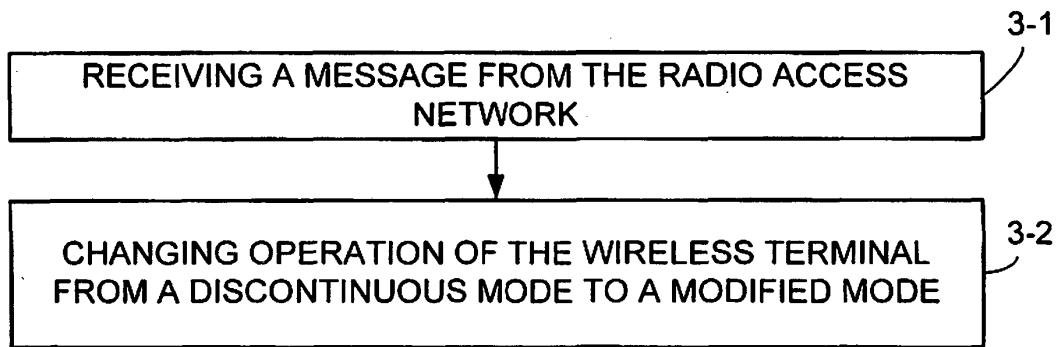 3-1
RECEIVING A MESSAGE FROM THE RADIO ACCESS
NETWORK
3-2
CHANGING OPERATION OF THE WIRELESS TERMINAL
FROM A DISCONTINUOUS MODE TO A MODIFIED MODE